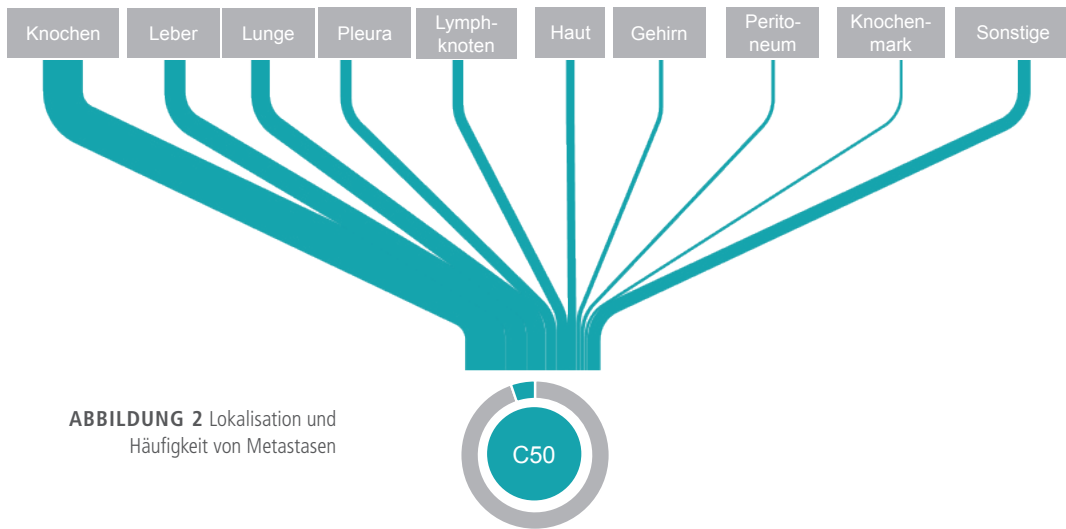 Knochen
Leber
Lunge
Pleura
Lymph-
knoten
Haut
Gehirn
Perito-
neum
Knochen-
mark
Sonstige
ABBILDUNG 2 Lokalisation und
Häufigkeit von Metastasen
C50